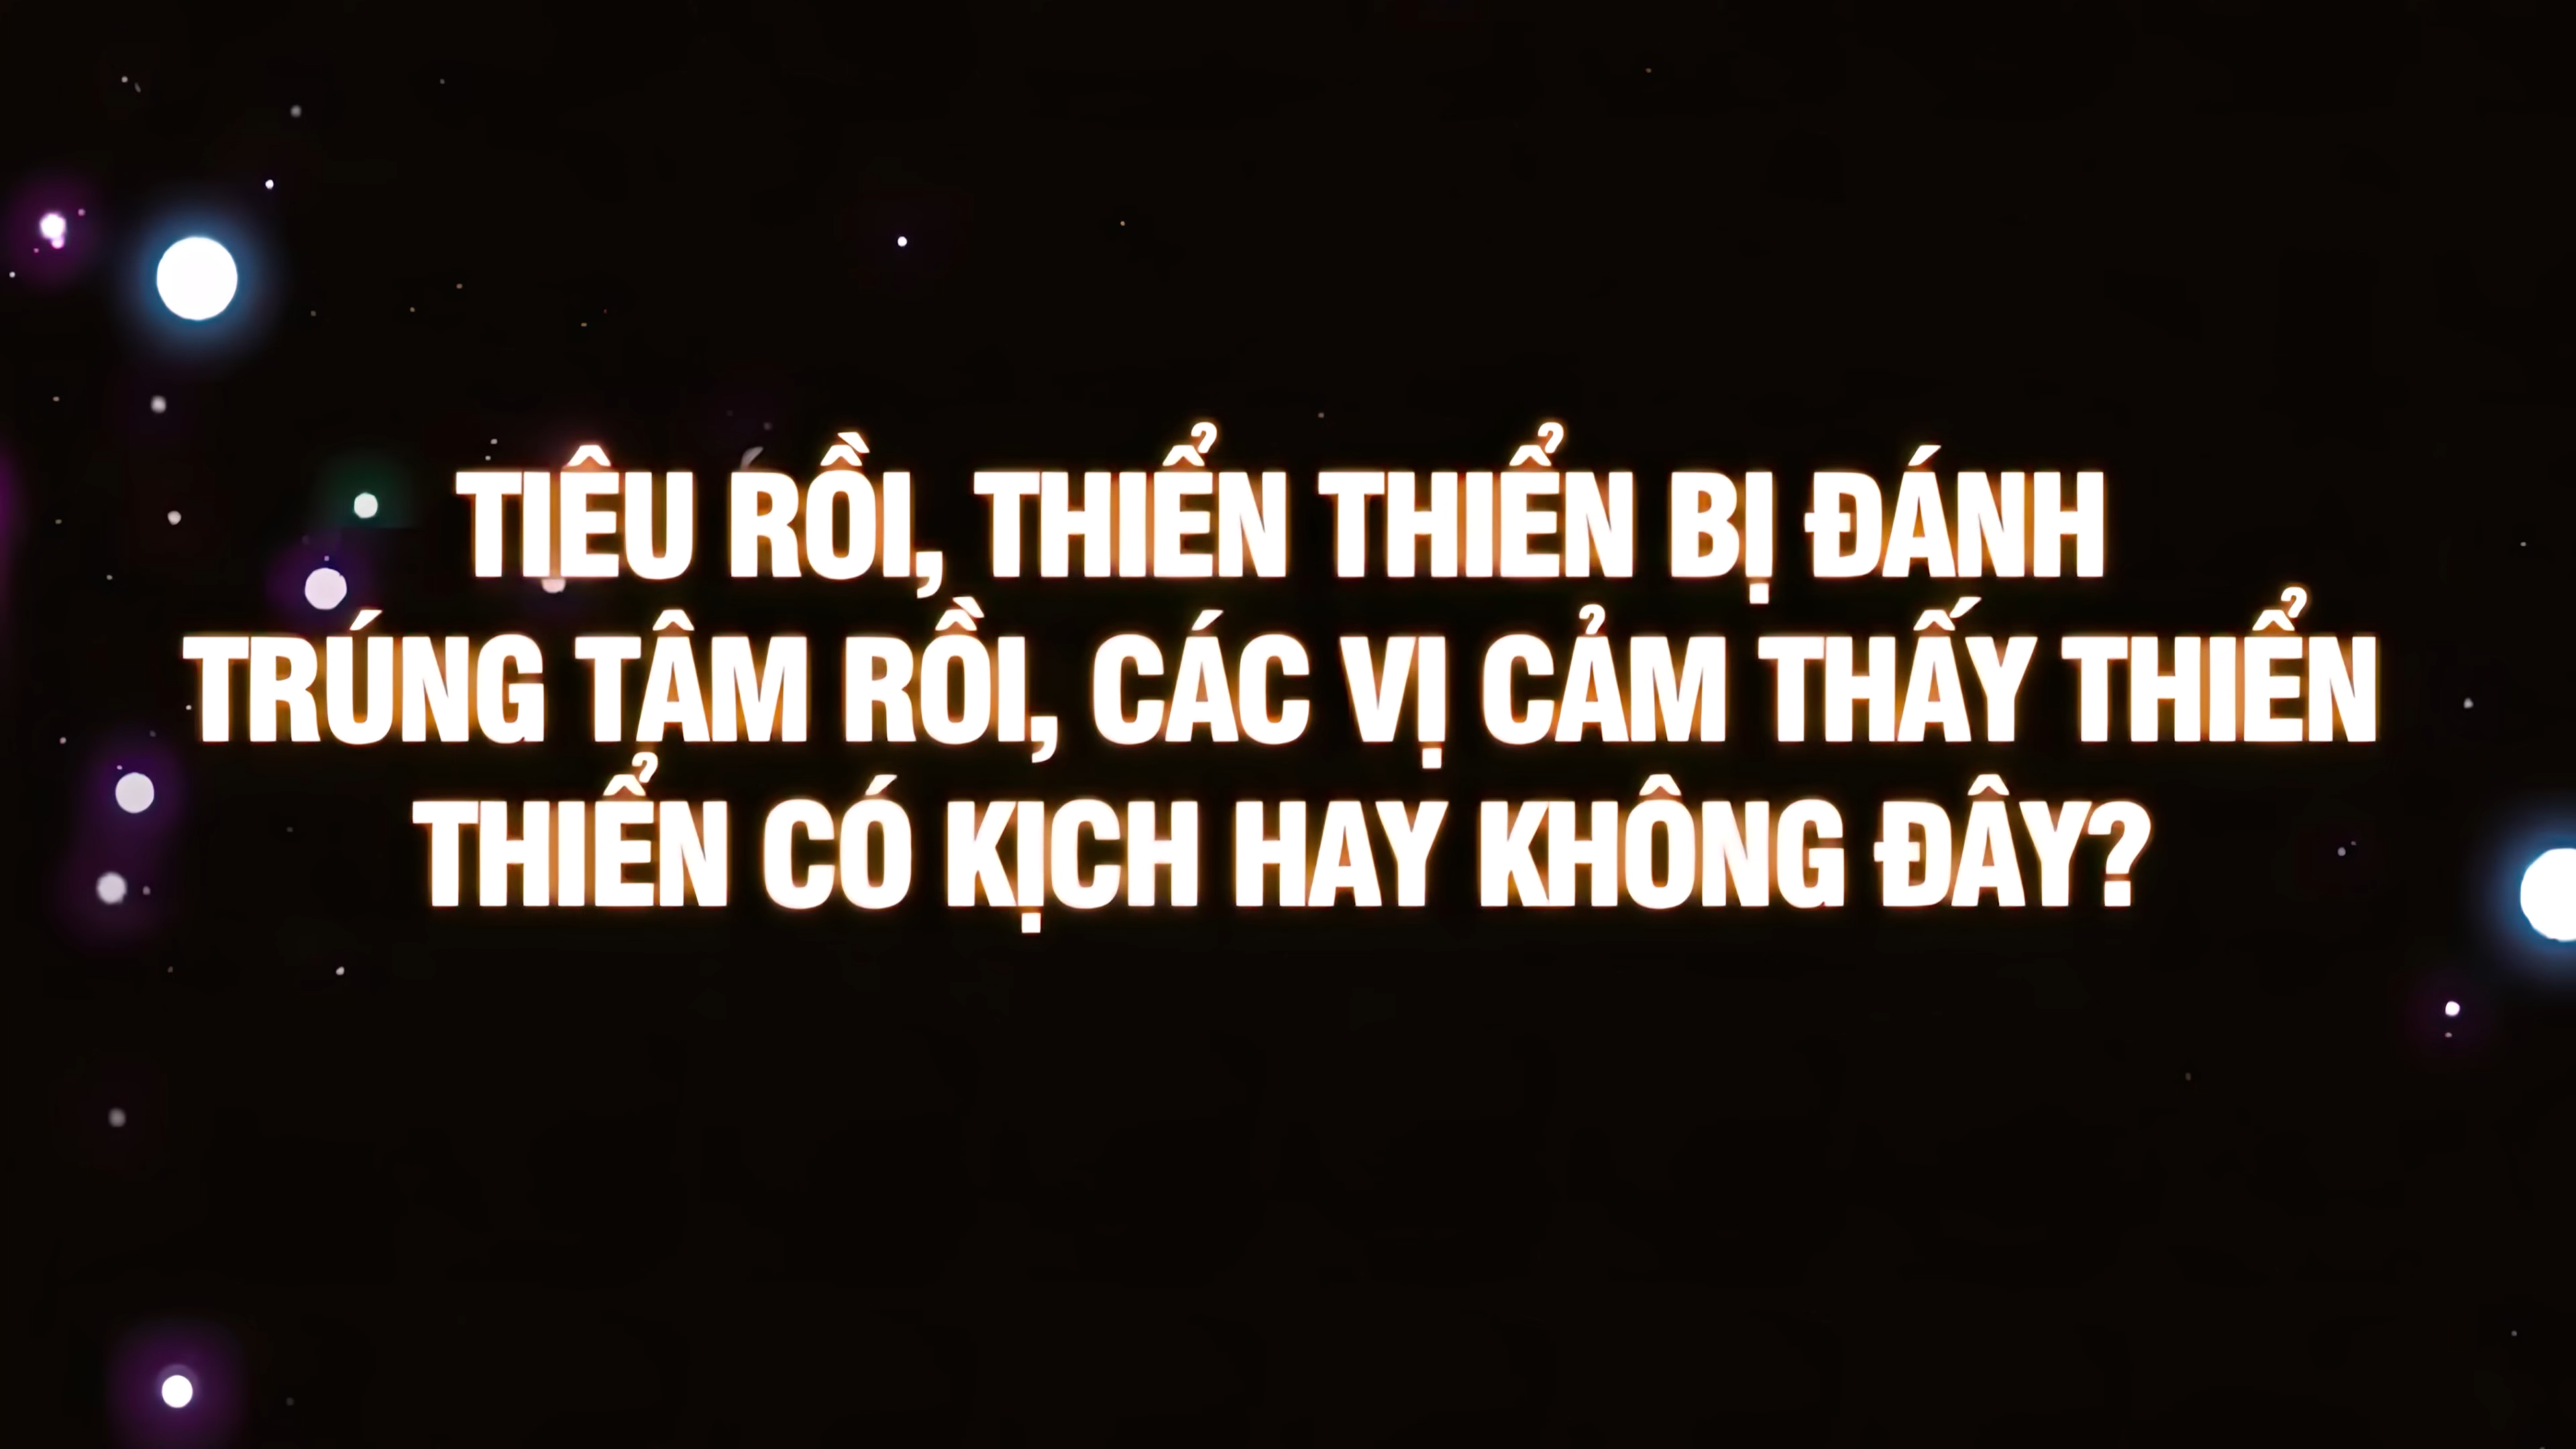 TIÊU RỒI, THIỂN THIỂN BỊ ĐÁNH
TRÚNG TÂM RỒI, CÁC VỊ CẢM THẤY THIỂN
THIỂN CÓ KỊCH HAY KHÔNG ĐÂY?